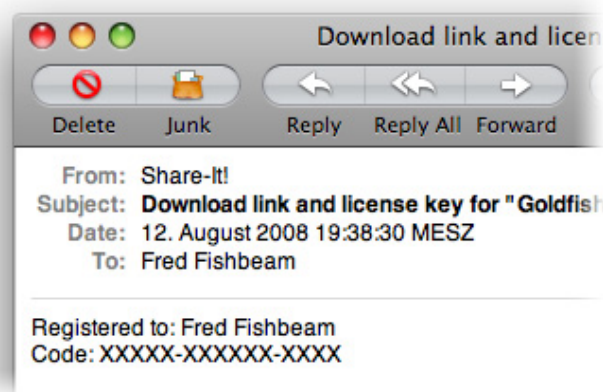 Download link and licen
Delete Junk Reply Reply All Forward
From: Share-It!
Subject: Download link and license key for "Goldfish
Date: 12. August 2008 19:38:30 MESZ
To: Fred Fishbeam
Registered to: Fred Fishbeam
Code: XXXXX-XXXXXX-XXXX